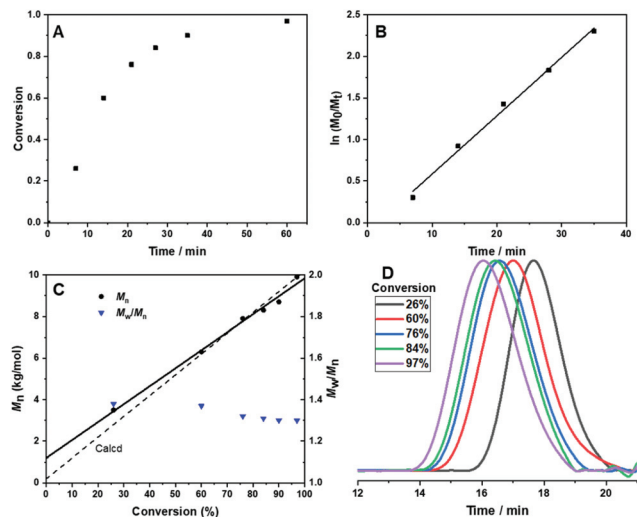 A
Conversion
1.0
0.8
0.6
0.4
0.2
0.0
0 10 20 30 40 50 60
Time / min
B
ln (M0/Mt)
2.5
2.0
1.5
1.0
0.5
0.0
0 10 20 30 40
Time / min
C
Mn
Mw/Mn
Mn (kg/mol)
10
8
6
4
2
0
2.0
1.8
1.6
1.4
1.2
1.0
Mw/Mn
Calcd
0 10 20 30 40 50 60 70 80 90 100
Conversion (%)
D
Conversion
26%
60%
76%
84%
97%
12 14 16 18 20
Time / min